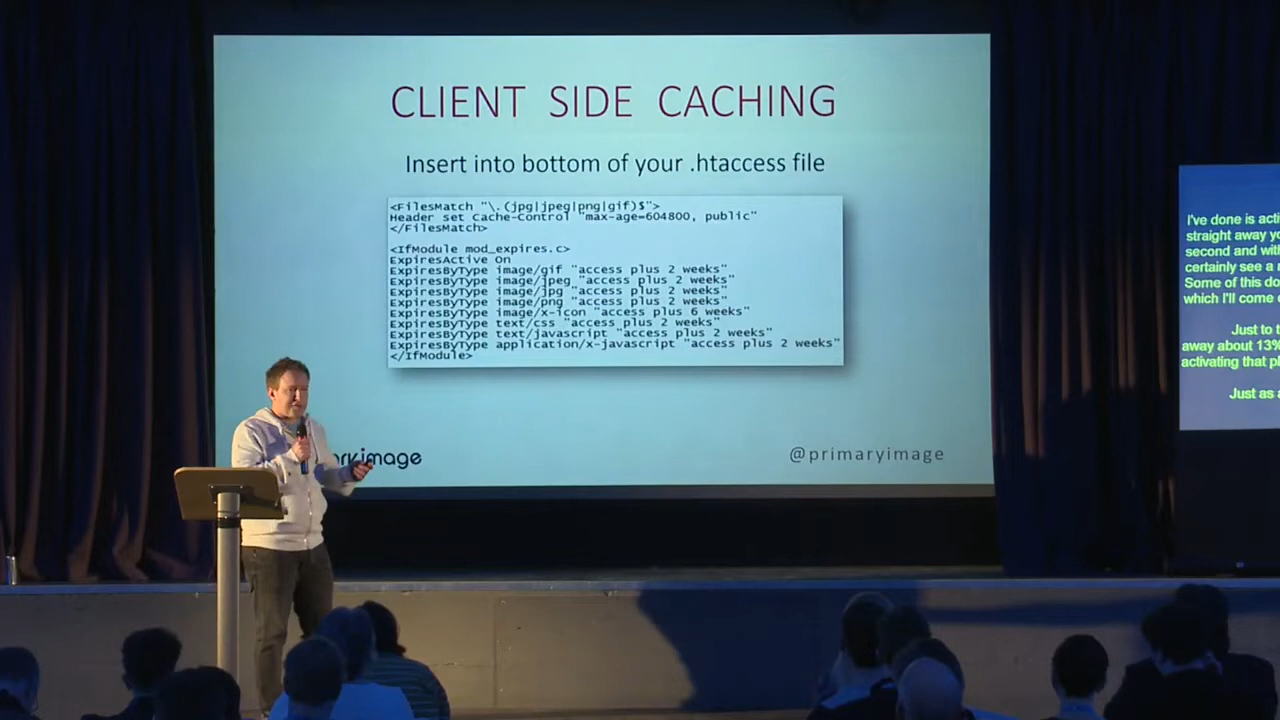 CLIENT SIDE CACHING
Insert into bottom of your .htaccess file
<FilesMatch "\.(jpg|jpeg|png|gif)$">
Header set Cache-Control "max-age=604800, public"
</FilesMatch>
<IfModule mod_expires.c>
ExpiresActive On
ExpiresByType image/gif "access plus 2 weeks"
ExpiresByType image/jpeg "access plus 2 weeks"
ExpiresByType image/jpg "access plus 2 weeks"
ExpiresByType image/png "access plus 2 weeks"
ExpiresByType image/x-icon "access plus 6 weeks"
ExpiresByType text/css "access plus 2 weeks"
ExpiresByType text/javascript "access plus 2 weeks"
ExpiresByType application/x-javascript "access plus 2 weeks"
</IfModule>
image
@primaryimage
I've done is
straight away
second and
certainly see a
Some of this
which I'll come
Just to
away about 13%
activating that
Just as